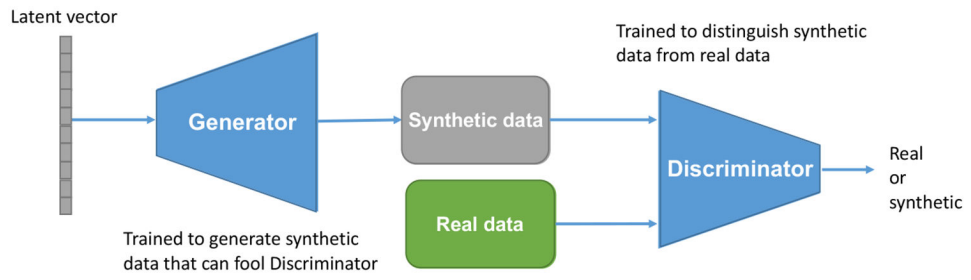 Latent vector
Generator
Trained to generate synthetic
data that can fool Discriminator
Synthetic data
Real data
Trained to distinguish synthetic
data from real data
Discriminator
Real
or
synthetic